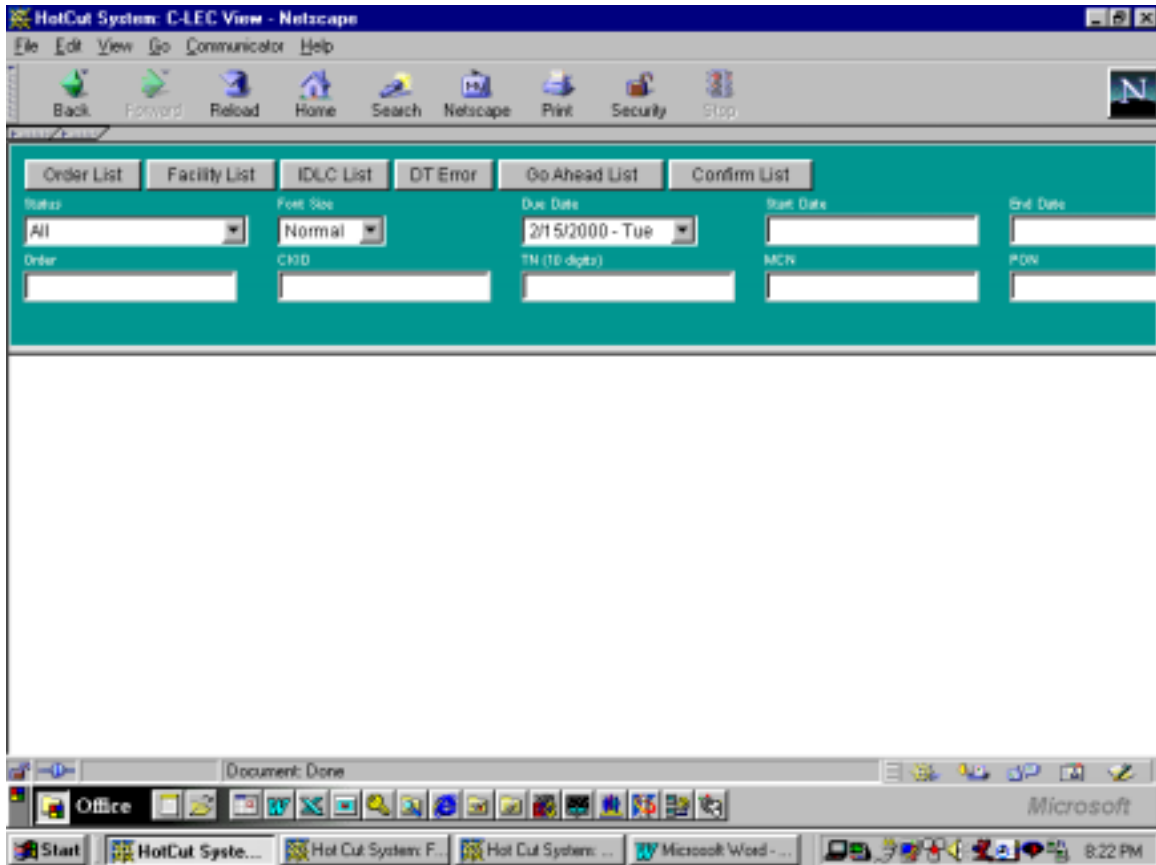 HotCut System: C-LEC View - Netscape
File Edit View Go Communicator Help
Back Forward Reload Home Search Netscape Print Security Stop
Order List Facility List IDLC List DT Error Go Ahead List Confirm List
Status Font Size Due Date Start Date End Date
All Normal 2/15/2000 - Tue
Order CKID TN (10 digits) MCN PON
Document: Done
Office Microsoft
Start HotCut Syste... Hot Cut System: F... Hot Cut System: ... Microsoft Word - ... 8:22 PM